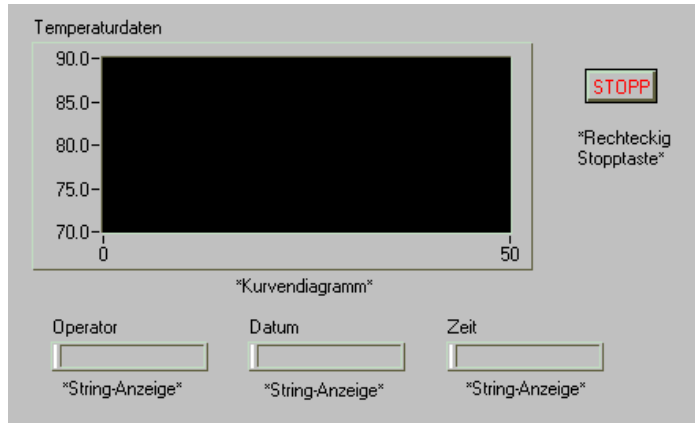 Temperaturdaten
90.0
85.0
80.0
75.0
70.0
0
50
STOPP
*Rechteckig
Stopptaste*
*Kurvendiagramm*
Operator
Datum
Zeit
*String-Anzeige*
*String-Anzeige*
*String-Anzeige*